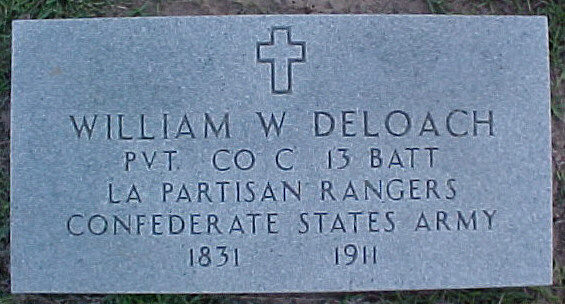 WILLIAM W DELOACH
PVT CO C 13 BATT
LA PARTISAN RANGERS
CONFEDERATE STATES ARMY
1831 1911